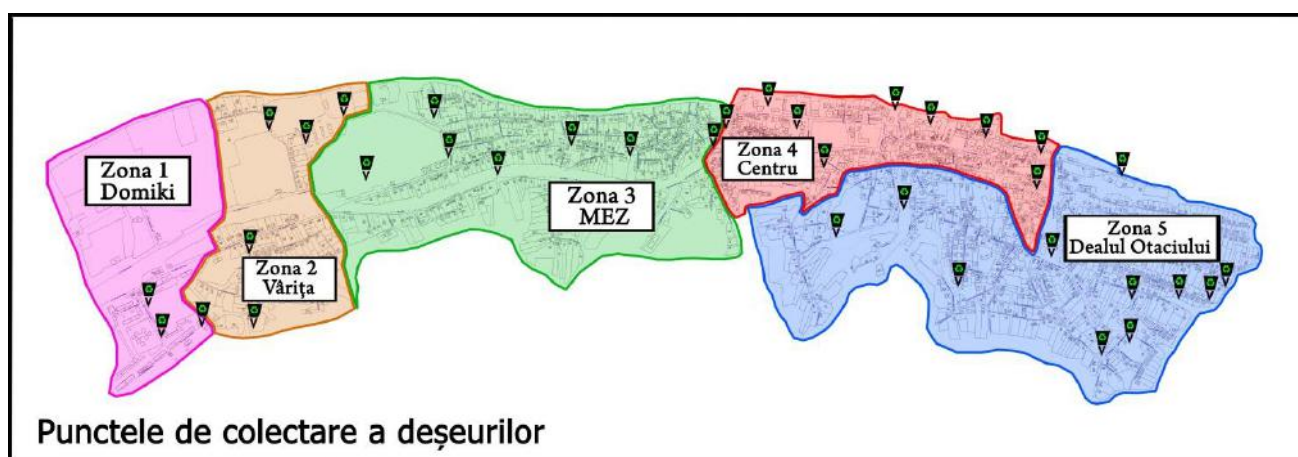 Zona 1
Domiki
Zona 2
Vârița
Zona 3
MEZ
Zona 4
Centru
Zona 5
Dealul Otaciului
Punctele de colectare a deșeurilor